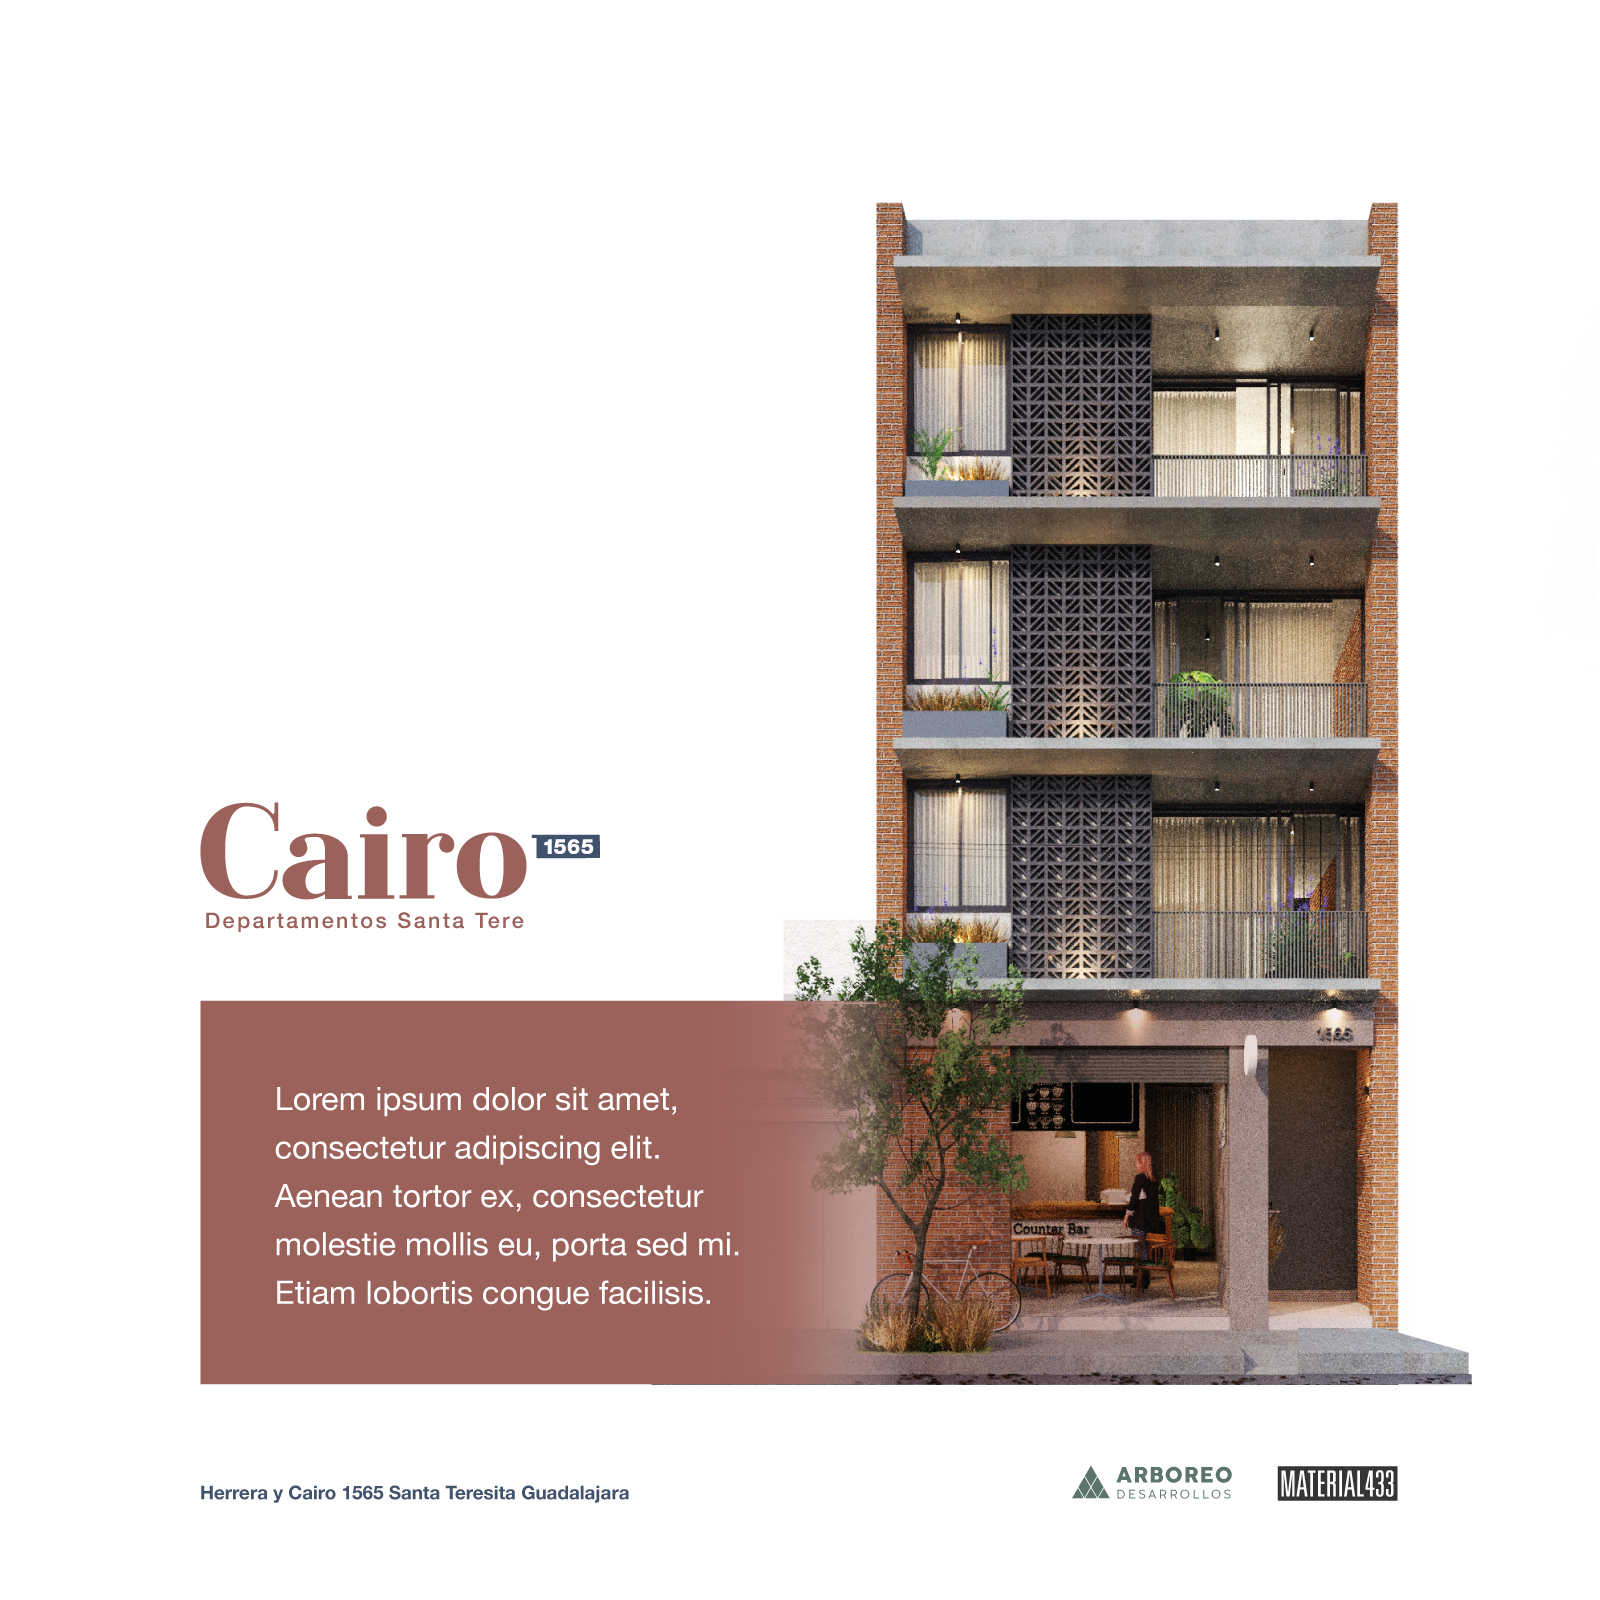 Cairo 1565
Departamentos Santa Tere
1565
Lorem ipsum dolor sit amet,
consectetur adipiscing elit.
Aenean tortor ex, consectetur
molestie mollis eu, porta sed mi.
Etiam lobortis congue facilisis.
Counter Bar
Herrera y Cairo 1565 Santa Teresita Guadalajara
ARBOREO
DESARROLLOS
MATERIAL433